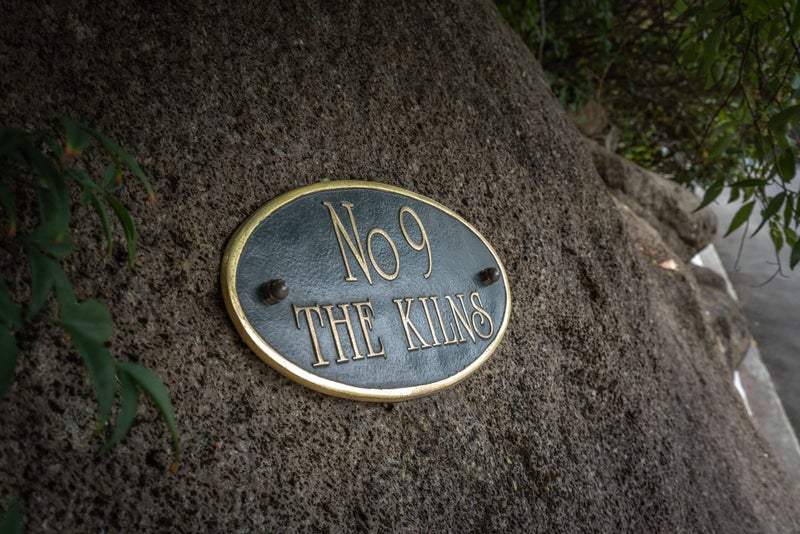 No 9
THE KILNS